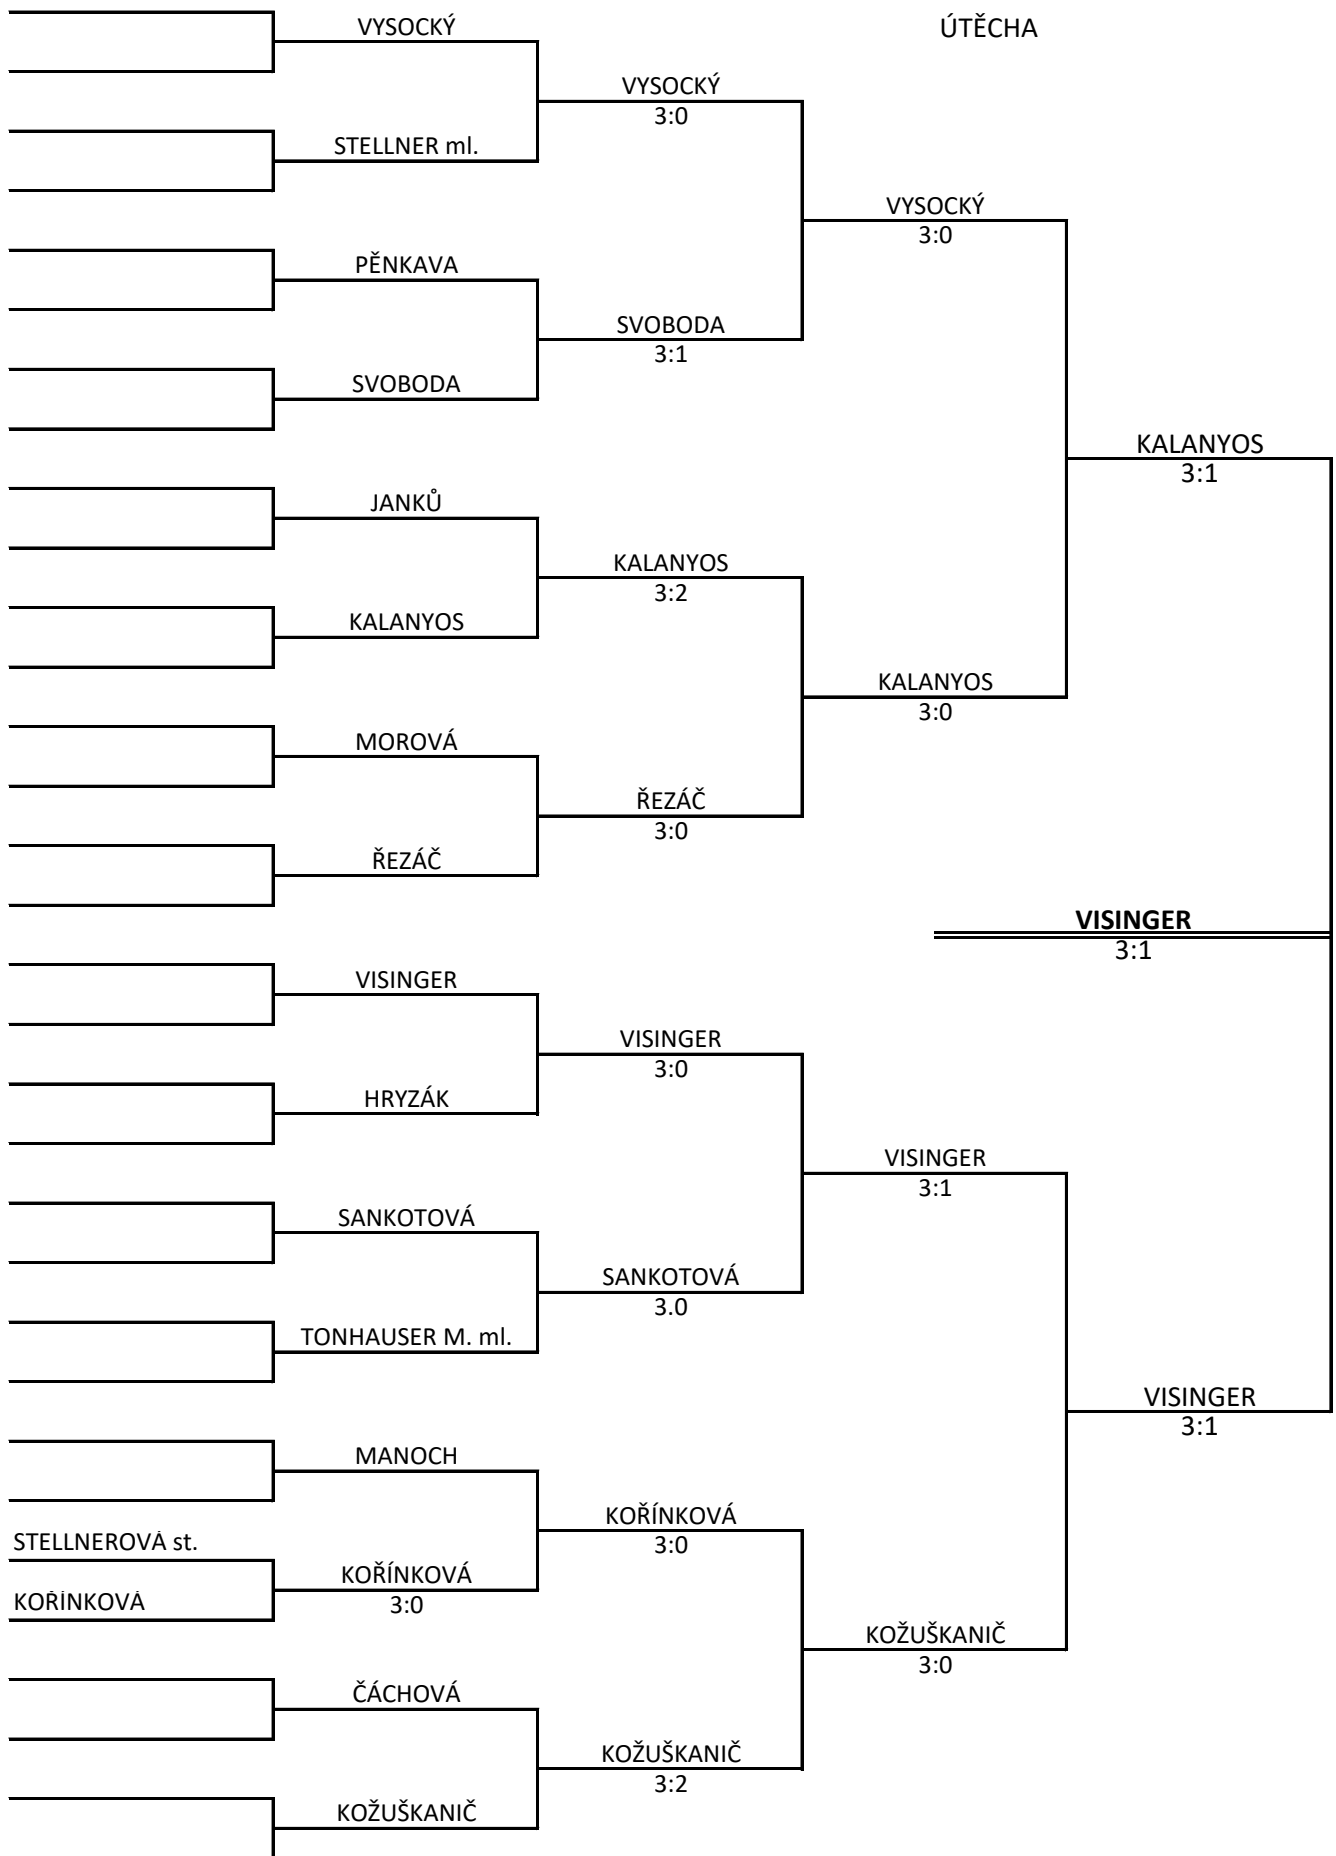 VYSOCKÝ
ÚTĚCHA
VYSOCKÝ
3:0
STELLNER ml.
VYSOCKÝ
3:0
PĚNKAVA
SVOBODA
3:1
SVOBODA
KALANYOS
3:1
JANKŮ
KALANYOS
3:2
KALANYOS
KALANYOS
3:0
MOROVÁ
ŘEZÁČ
3:0
ŘEZÁČ
VISINGER
3:1
VISINGER
VISINGER
3:0
HRYZÁK
VISINGER
3:1
SANKOTOVÁ
SANKOTOVÁ
3.0
TONHAUSER M. ml.
VISINGER
3:1
MANOCH
KOŘÍNKOVÁ
3:0
STELLNEROVÁ st.
KOŘÍNKOVÁ
3:0
KOŘÍNKOVÁ
KOŽUŠKANIČ
3:0
ČÁCHOVÁ
KOŽUŠKANIČ
3:2
KOŽUŠKANIČ